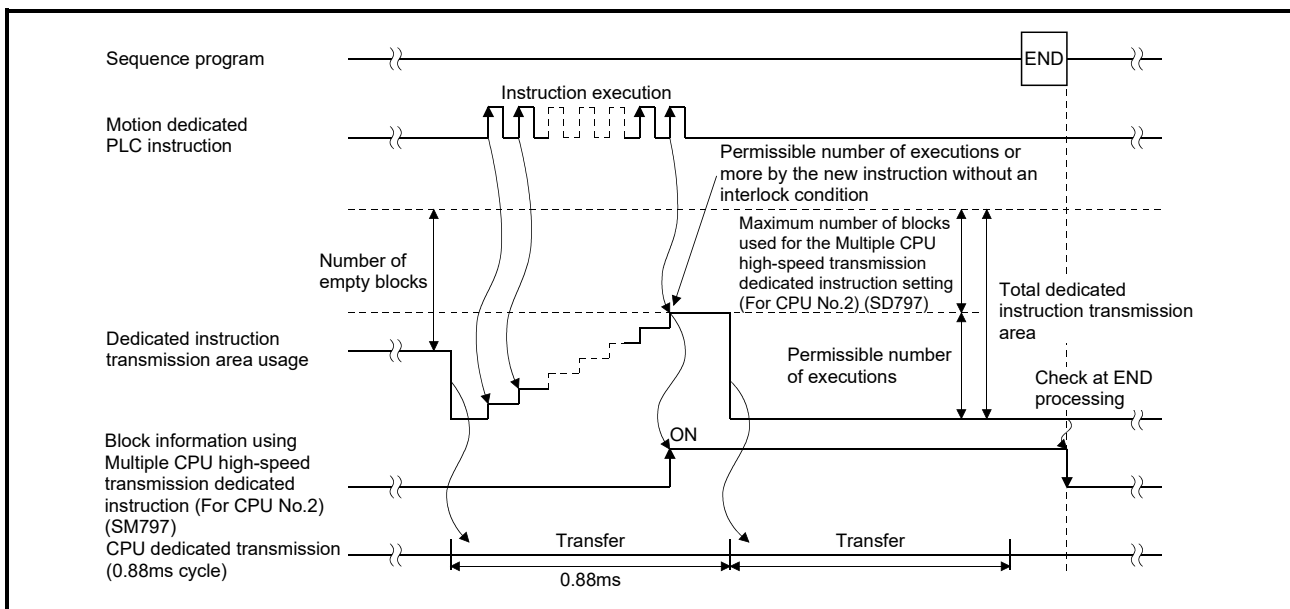 Sequence program
END
Instruction execution
Motion dedicated
PLC instruction
Permissible number of executions or
more by the new instruction without an
interlock condition
Number of
empty blocks
Maximum number of blocks
used for the Multiple CPU
high-speed transmission
dedicated instruction setting
(For CPU No.2) (SD797)
Total dedicated
instruction transmission
area
Dedicated instruction
transmission area usage
Permissible number
of executions
Check at END
processing
Block information using
Multiple CPU high-speed
transmission dedicated
instruction (For CPU No.2)
(SM797)
ON
CPU dedicated transmission
(0.88ms cycle)
Transfer
Transfer
0.88ms